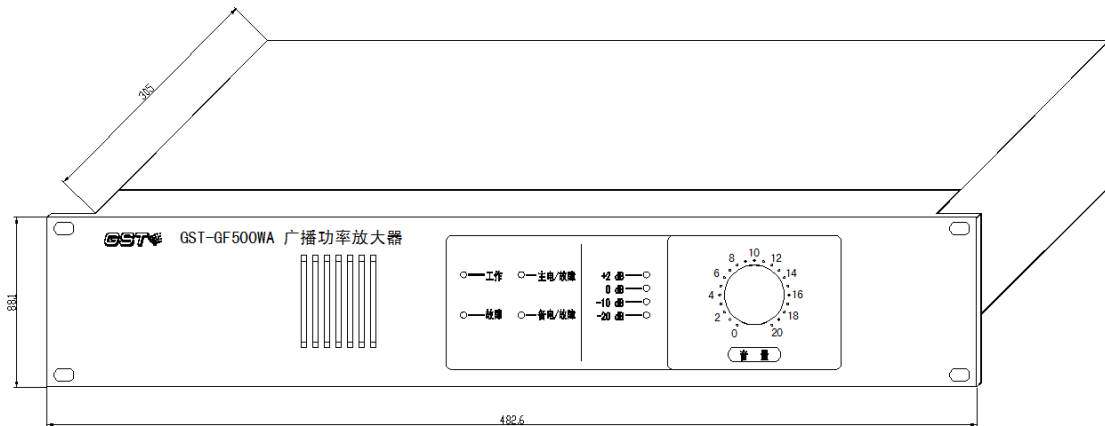 305
GST GST-GF500WA 广播功率放大器
工作 主电/故障
故障 备电/故障
+2 dB
0 dB
-10 dB
-20 dB
0 2 4 6 8 10 12 14 16 18 20
音量
88.1
482.6